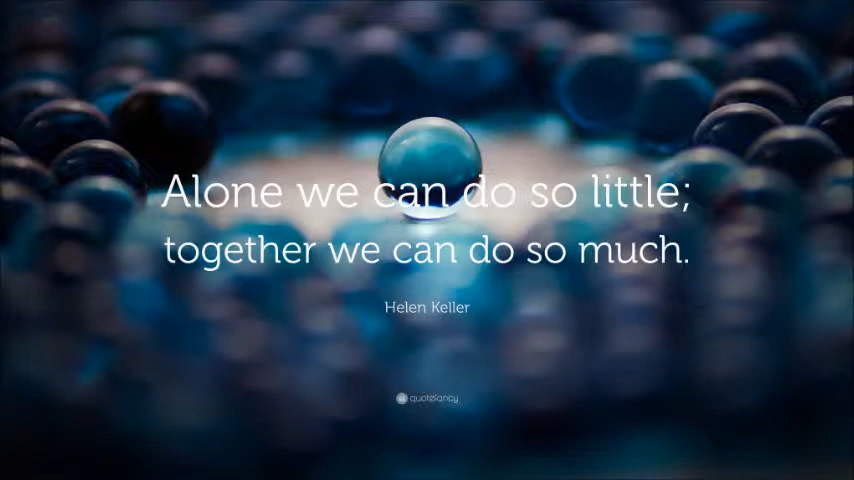 Alone we can do so little;
together we can do so much.
Helen Keller
quotefancy